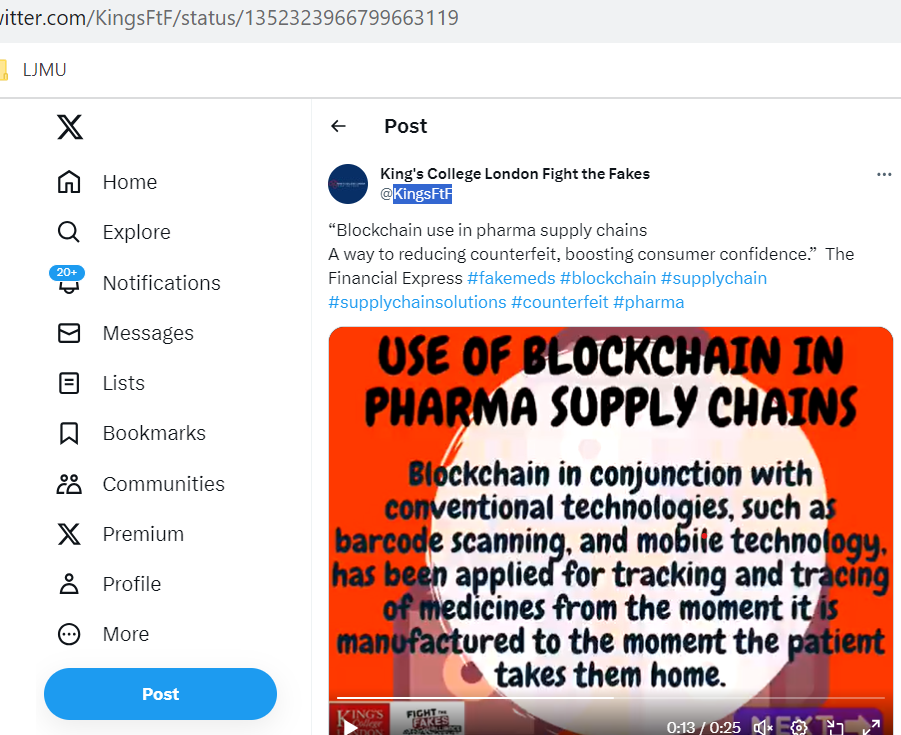 itter.com/KingsFtF/status/1352323966799663119
LJMU
Post
Home
Explore
20+
Notifications
Messages
Lists
Bookmarks
Communities
Premium
Profile
More
Post
King's College London Fight the Fakes
@KingsFtF
“Blockchain use in pharma supply chains
A way to reducing counterfeit, boosting consumer confidence.” The
Financial Express #fakemeds #blockchain #supplychain
#supplychainsolutions #counterfeit #pharma
USE OF BLOCKCHAIN IN
PHARMA SUPPLY CHAINS
Blockchain in conjunction with
conventional technologies, such as
barcode scanning, and mobile technology,
has been applied for tracking and tracing
of medicines from the moment it is
manufactured to the moment the patient
takes them home.
KING'S
College
LONDON
FIGHT THE
FAKES
0:13 / 0:25
NEXT